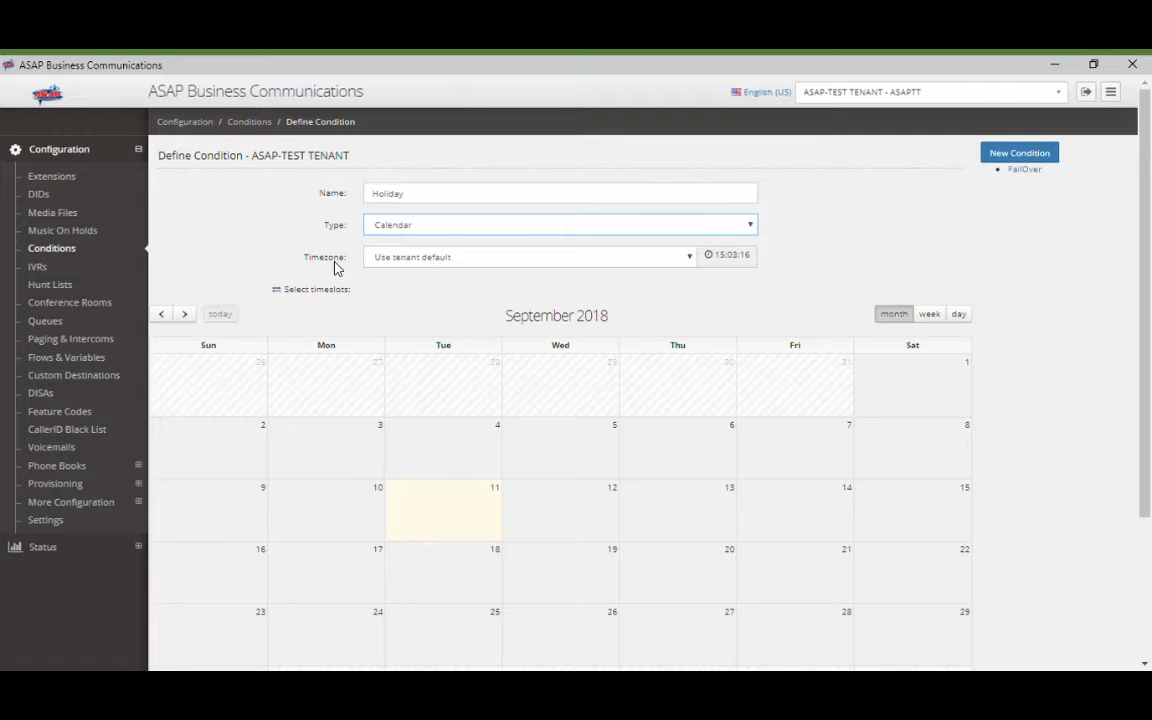 ASAP Business Communications
ASAP Business Communications
English (US)
ASAP-TEST TENANT - ASAPTT
Configuration / Conditions / Define Condition
Configuration
Extensions
DIDs
Media Files
Music On Holds
Conditions
IVRs
Hunt Lists
Conference Rooms
Queues
Paging & Intercoms
Flows & Variables
Custom Destinations
DISAs
Feature Codes
CallerID Black List
Voicemails
Phone Books
Provisioning
More Configuration
Settings
Status
Define Condition - ASAP-TEST TENANT
New Condition
FailOver
Name: Holiday
Type: Calendar
Timezone: Use tenant default 15:03:16
Select timeslots:
today
September 2018
month week day
Sun Mon Tue Wed Thu Fri Sat
26 27 28 29 30 31 1
2 3 4 5 6 7 8
9 10 11 12 13 14 15
16 17 18 19 20 21 22
23 24 25 26 27 28 29